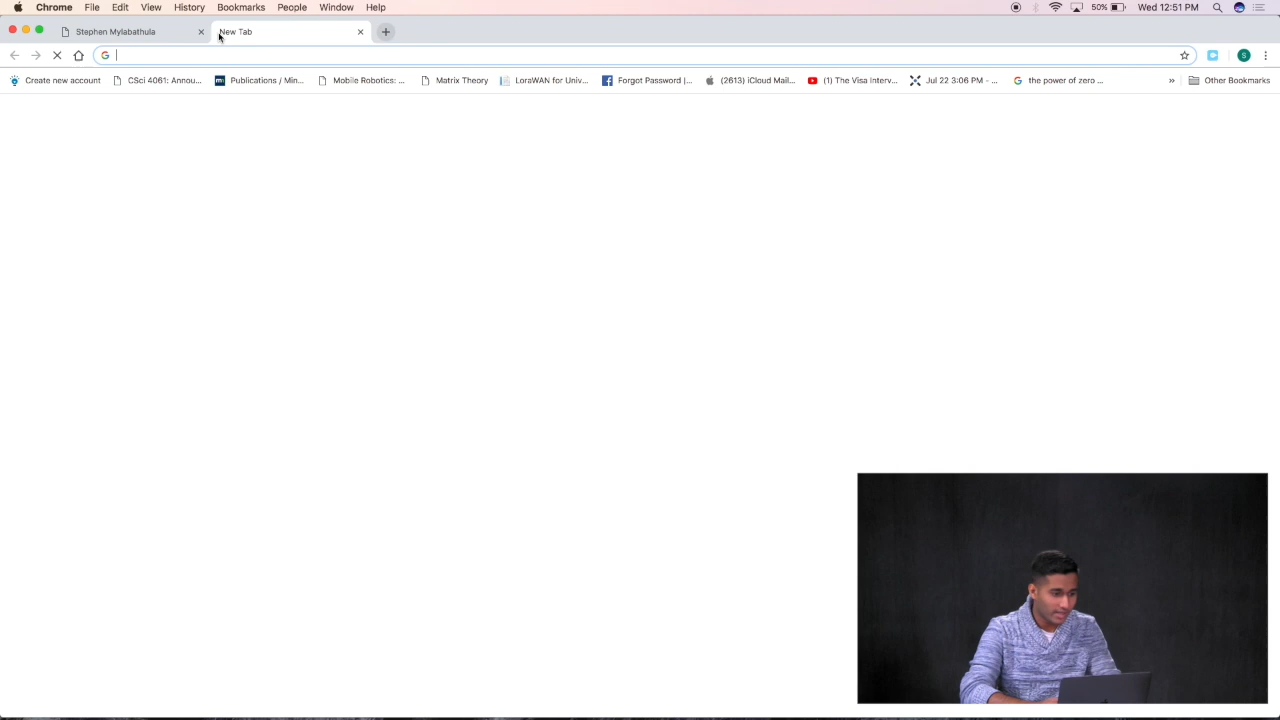 Chrome File Edit View History Bookmarks People Window Help 50% Wed 12:51 PM
Stephen Mylabathula New Tab
G S
Create new account CSci 4061: Annou... Publications / Min... Mobile Robotics: ... Matrix Theory LoraWAN for Univ... Forgot Password |... (2613) iCloud Mail... (1) The Visa Interv... Jul 22 3:06 PM - ... the power of zero ... » Other Bookmarks